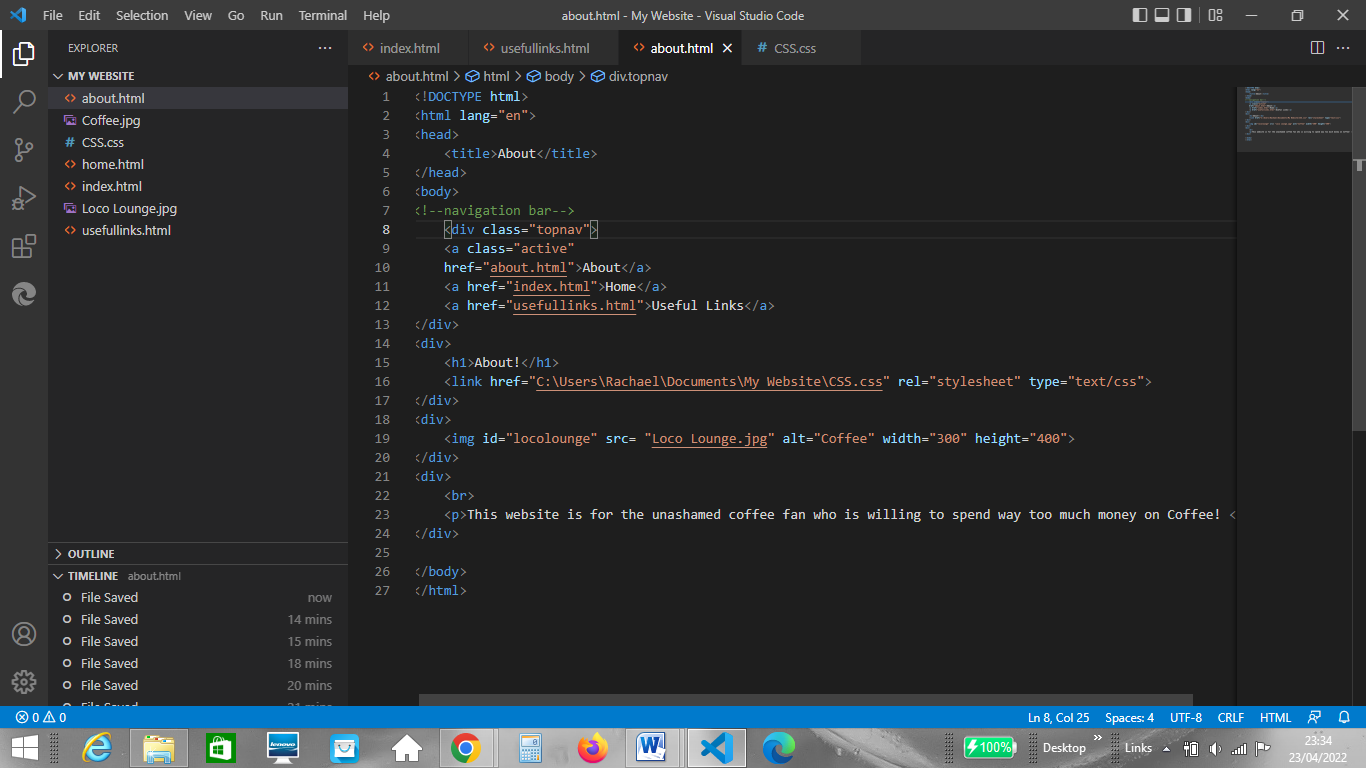 File Edit Selection View Go Run Terminal Help
about.html - My Website - Visual Studio Code
EXPLORER
MY WEBSITE
about.html
Coffee.jpg
CSS.css
home.html
index.html
Loco Lounge.jpg
usefullinks.html
OUTLINE
TIMELINE about.html
File Saved now
File Saved 14 mins
File Saved 15 mins
File Saved 18 mins
File Saved 20 mins
index.html usefullinks.html about.html CSS.css
about.html > html > body > div.topnav
1 <!DOCTYPE html>
2 <html lang="en">
3 <head>
4 <title>About</title>
5 </head>
6 <body>
7 <!--navigation bar-->
8 <div class="topnav">
9 <a class="active"
10 href="about.html">About</a>
11 <a href="index.html">Home</a>
12 <a href="usefullinks.html">Useful Links</a>
13 </div>
14 <div>
15 <h1>About!</h1>
16 <link href="C:\Users\Rachael\Documents\My Website\CSS.css" rel="stylesheet" type="text/css">
17 </div>
18 <div>
19 <img id="locolounge" src= "Loco Lounge.jpg" alt="Coffee" width="300" height="400">
20 </div>
21 <div>
22 <br>
23 <p>This website is for the unashamed coffee fan who is willing to spend way too much money on Coffee! <
24 </div>
25
26 </body>
27 </html>
0 0
Ln 8, Col 25 Spaces: 4 UTF-8 CRLF HTML
lenovo
100%
Desktop
Links
23:34
23/04/2022